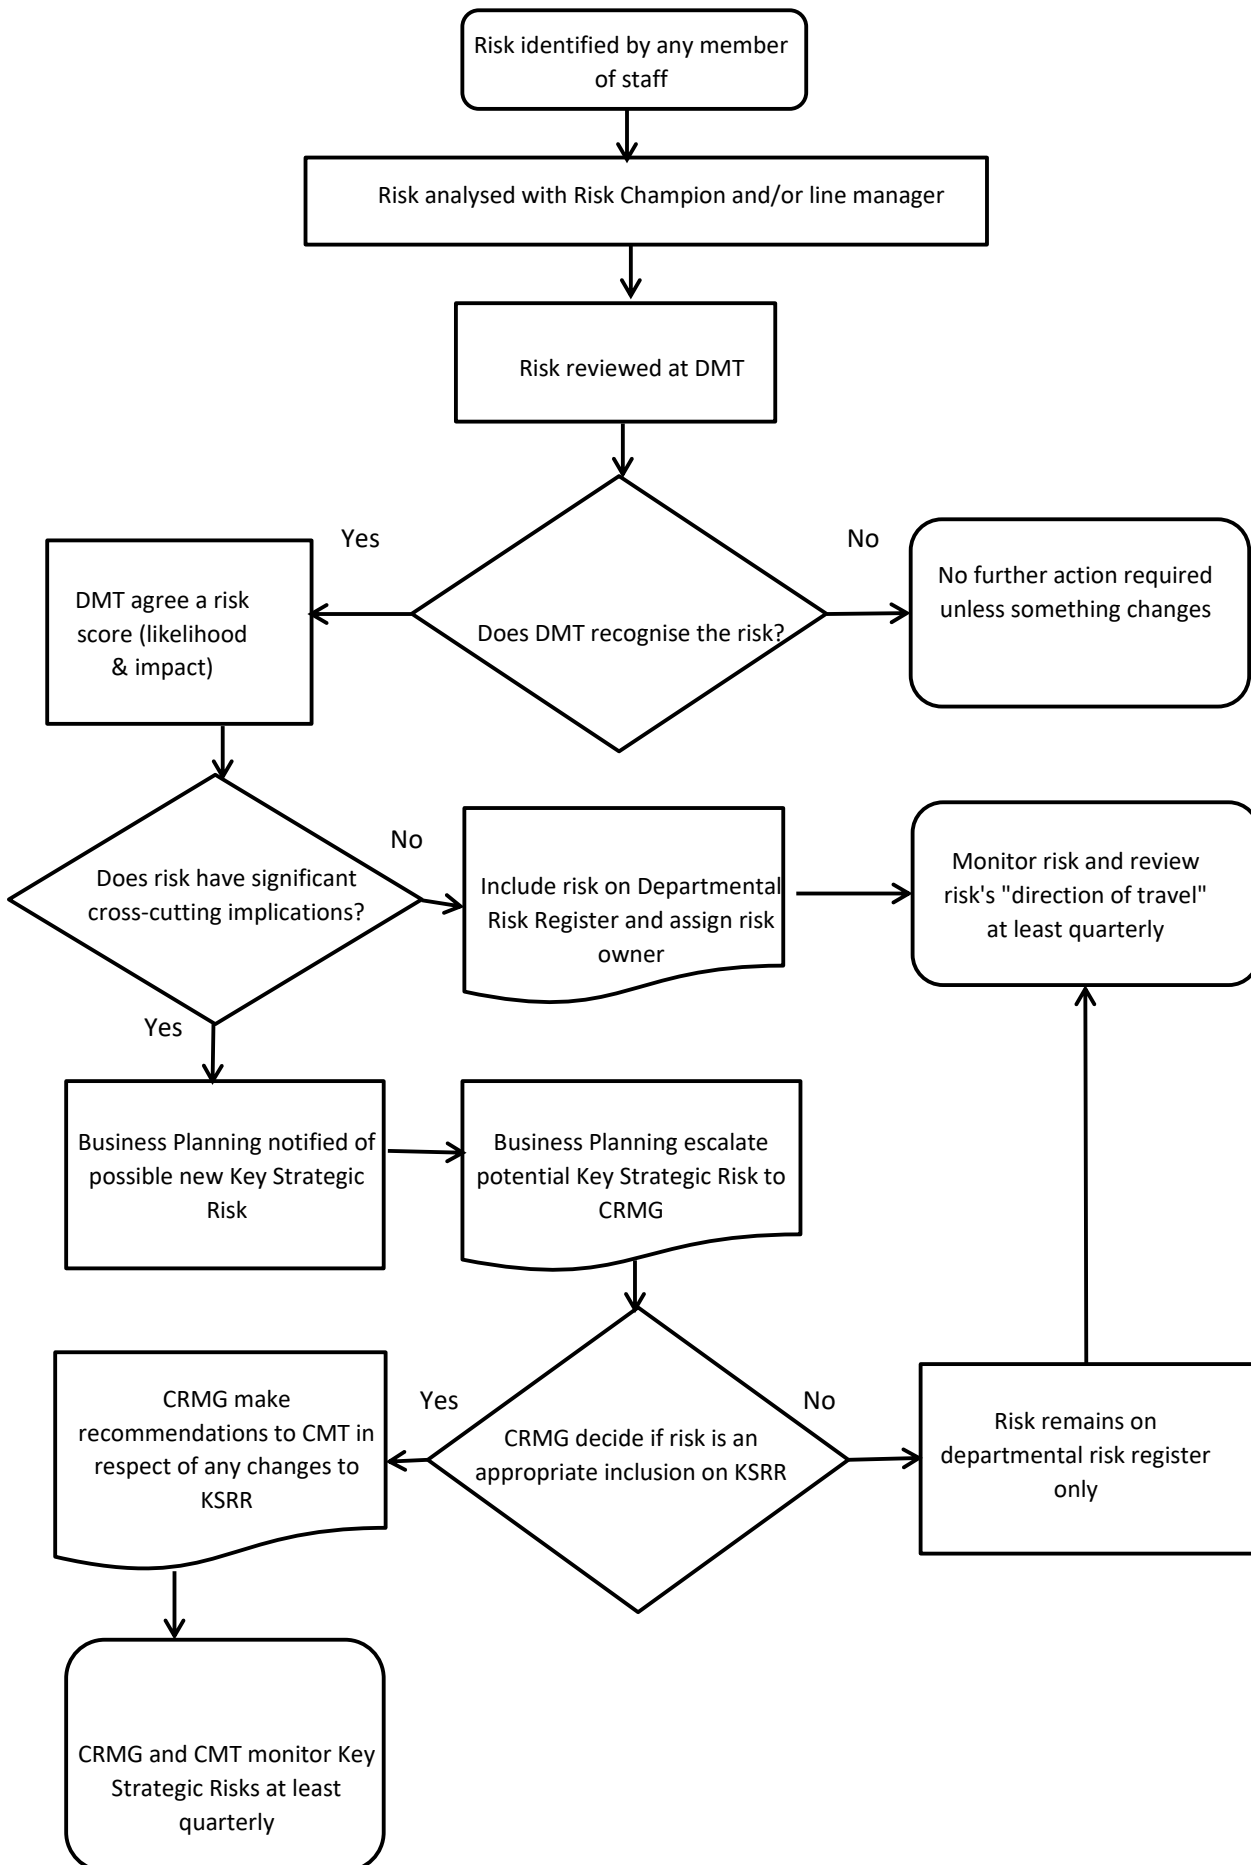 Risk identified by any member
of staff
Risk analysed with Risk Champion and/or line manager
Risk reviewed at DMT
Yes
No
DMT agree a risk
score (likelihood
& impact)
Does DMT recognise the risk?
No further action required
unless something changes
No
Does risk have significant
cross-cutting implications?
Include risk on Departmental
Risk Register and assign risk
owner
Monitor risk and review
risk's "direction of travel"
at least quarterly
Yes
Business Planning notified of
possible new Key Strategic
Risk
Business Planning escalate
potential Key Strategic Risk to
CRMG
CRMG make
recommendations to CMT in
respect of any changes to
KSRR
Yes
No
CRMG decide if risk is an
appropriate inclusion on KSRR
Risk remains on
departmental risk register
only
CRMG and CMT monitor Key
Strategic Risks at least
quarterly